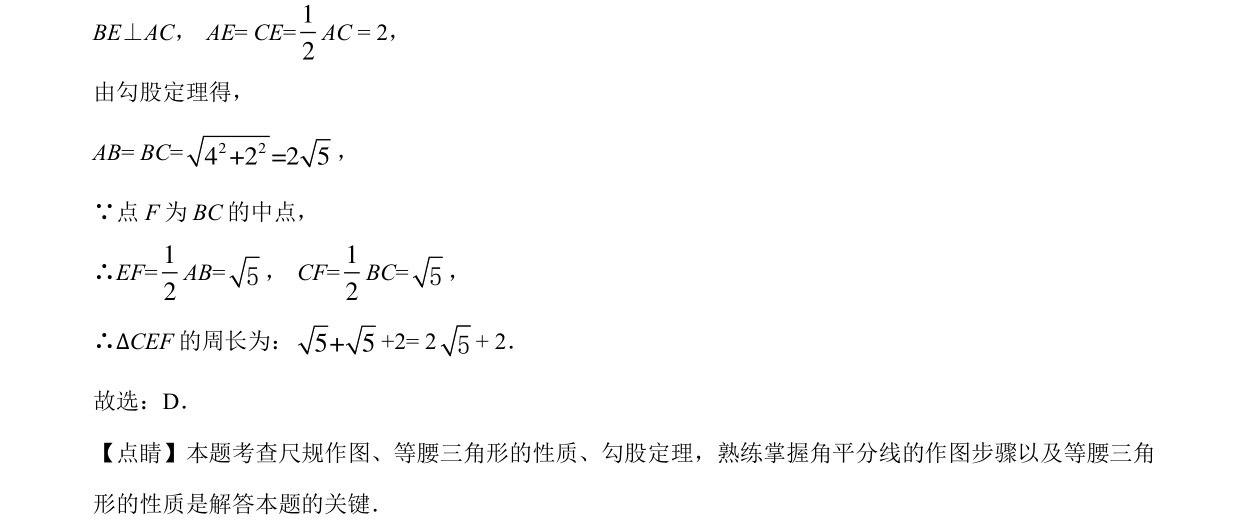 BE⊥AC， AE= CE=1/2 AC = 2，
由勾股定理得，
AB= BC=√(4²+2²)=2√5，
∵点 F 为 BC 的中点，
∴EF=1/2 AB=√5， CF=1/2 BC=√5，
∴ΔCEF 的周长为：√5+√5+2= 2√5+ 2．
故选：D．
【点睛】本题考查尺规作图、等腰三角形的性质、勾股定理，熟练掌握角平分线的作图步骤以及等腰三角
形的性质是解答本题的关键．